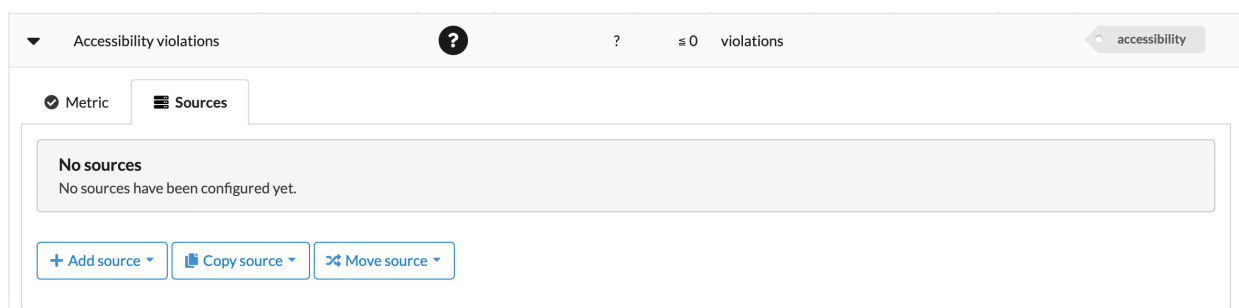 Accessibility violations ? ? ≦ 0 violations accessibility
Metric Sources
No sources
No sources have been configured yet.
Add source Copy source Move source